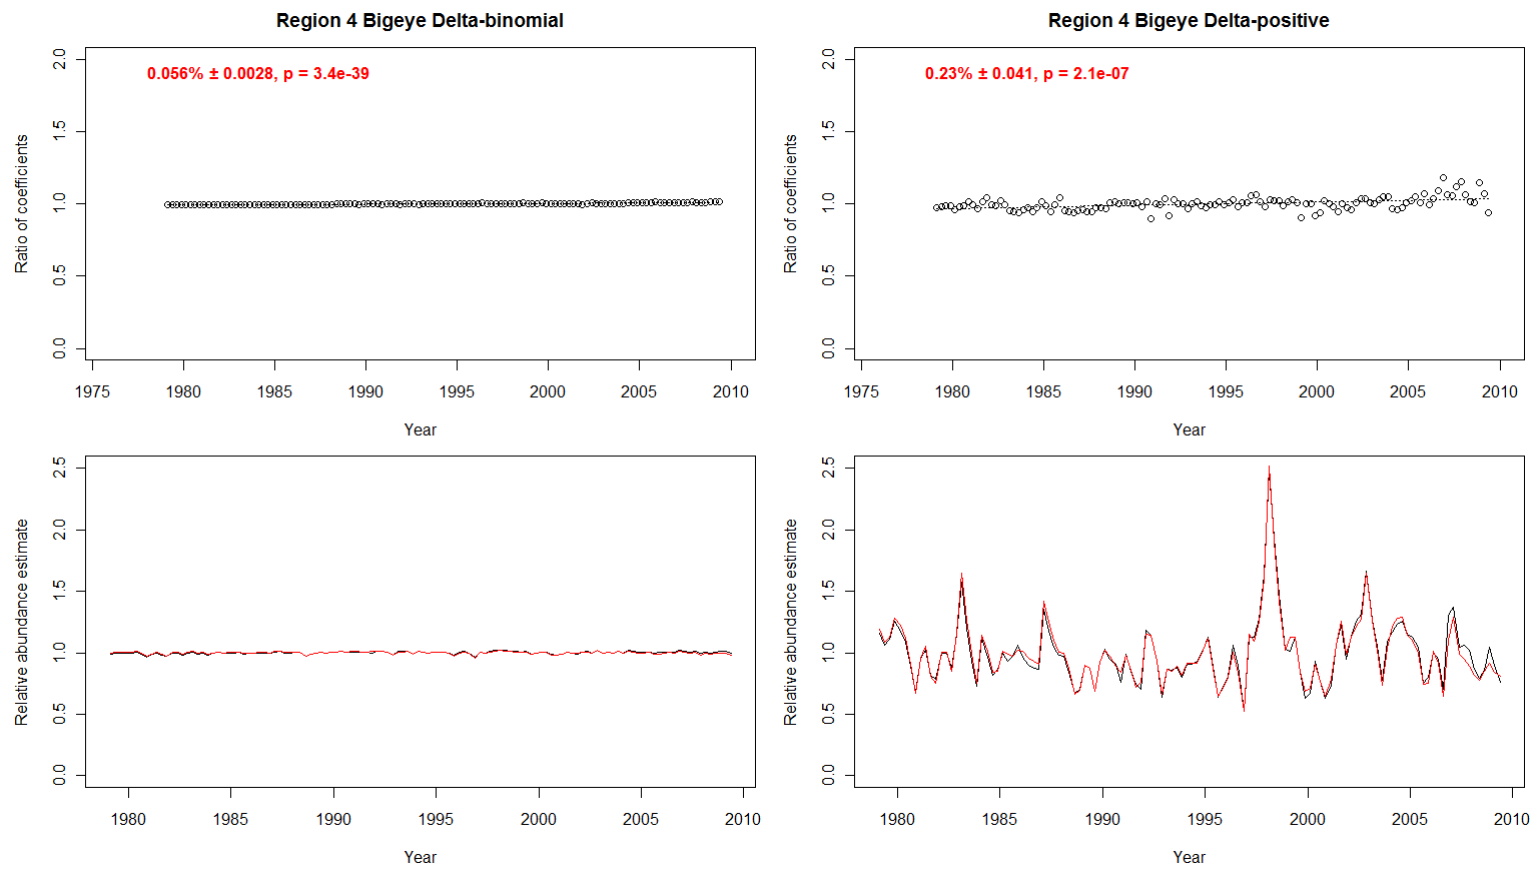 Region 4 Bigeye Delta-binomial
0.056% ± 0.0028, p = 3.4e-39
Ratio of coefficients
2.0
1.5
1.0
0.5
0.0
1975 1980 1985 1990 1995 2000 2005 2010
Year
Region 4 Bigeye Delta-positive
0.23% ± 0.041, p = 2.1e-07
Ratio of coefficients
2.0
1.5
1.0
0.5
0.0
1975 1980 1985 1990 1995 2000 2005 2010
Year
Relative abundance estimate
2.5
2.0
1.5
1.0
0.5
0.0
1980 1985 1990 1995 2000 2005 2010
Year
Relative abundance estimate
2.5
2.0
1.5
1.0
0.5
0.0
1980 1985 1990 1995 2000 2005 2010
Year